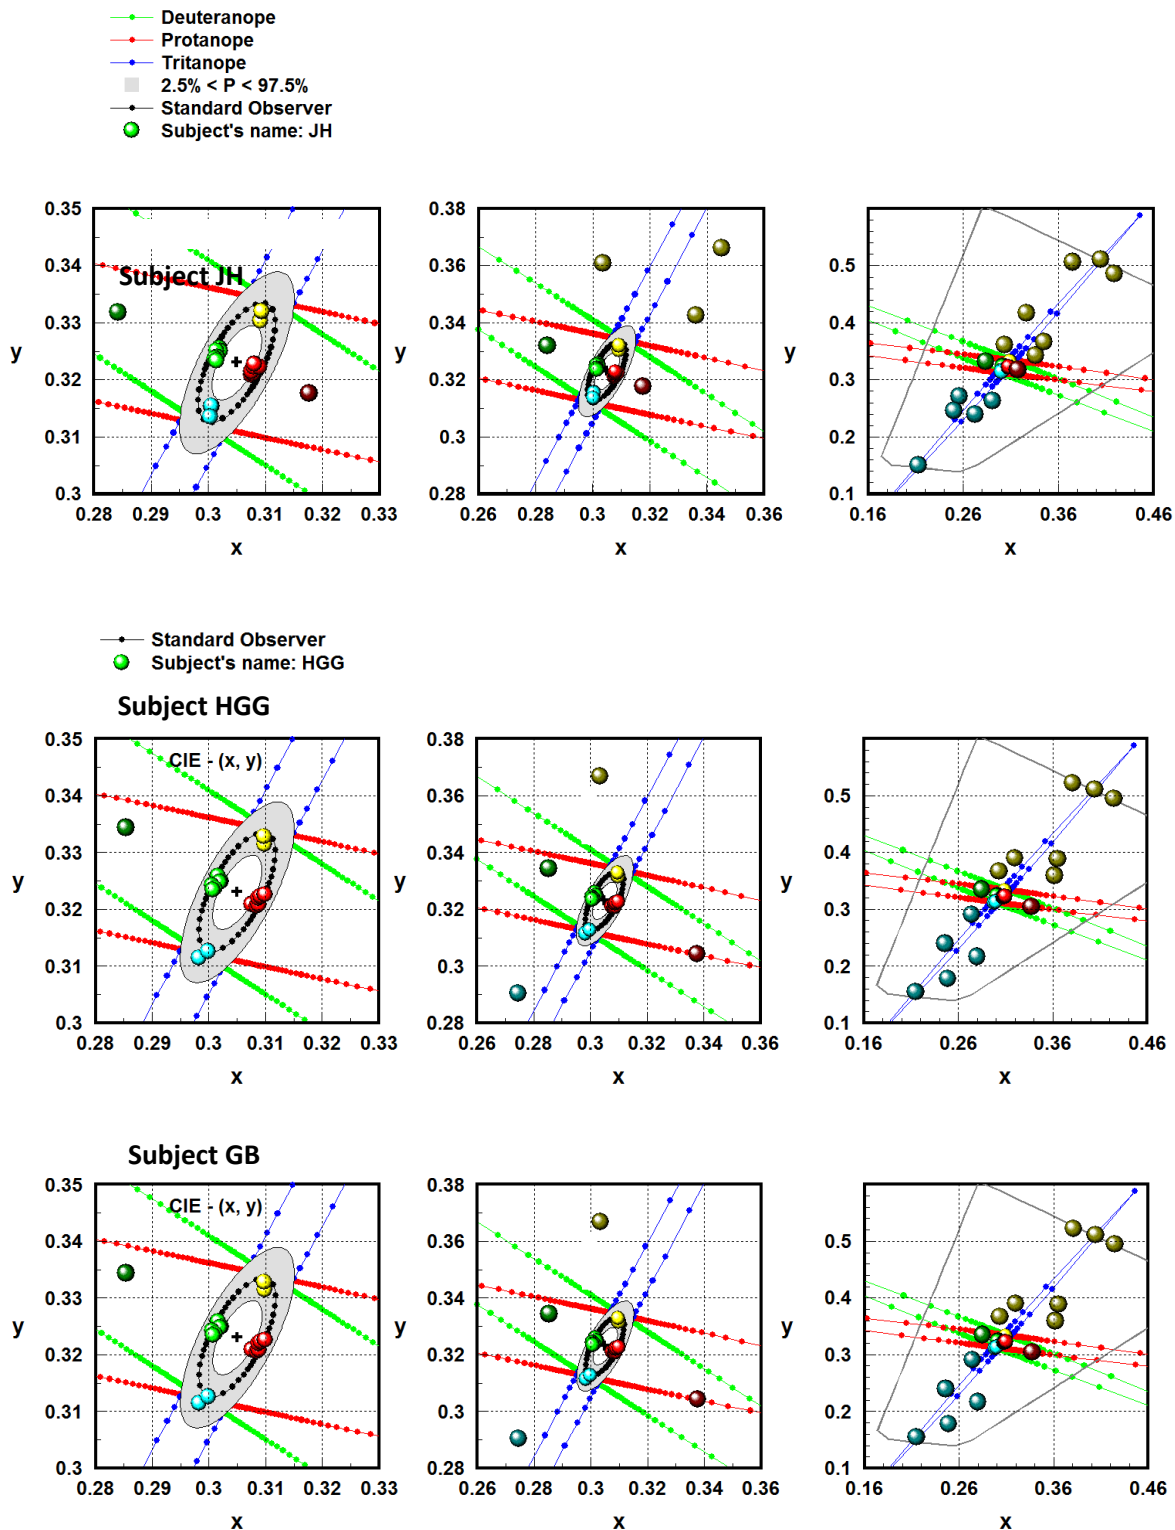 Deuteranope
Protanope
Tritanope
2.5% < P < 97.5%
Standard Observer
Subject's name: JH
Subject JH
0.35
0.34
0.33
0.32
0.31
0.3
y
0.28 0.29 0.3 0.31 0.32 0.33
x
0.38
0.36
0.34
0.32
0.3
0.28
y
0.26 0.28 0.3 0.32 0.34 0.36
x
0.5
0.4
0.3
0.2
0.1
y
0.16 0.26 0.36 0.46
x
Standard Observer
Subject's name: HGG
Subject HGG
CIE - (x, y)
0.35
0.34
0.33
0.32
0.31
0.3
y
0.28 0.29 0.3 0.31 0.32 0.33
x
0.38
0.36
0.34
0.32
0.3
0.28
y
0.26 0.28 0.3 0.32 0.34 0.36
x
0.5
0.4
0.3
0.2
0.1
y
0.16 0.26 0.36 0.46
x
Subject GB
CIE - (x, y)
0.35
0.34
0.33
0.32
0.31
0.3
y
0.28 0.29 0.3 0.31 0.32 0.33
x
0.38
0.36
0.34
0.32
0.3
0.28
y
0.26 0.28 0.3 0.32 0.34 0.36
x
0.5
0.4
0.3
0.2
0.1
y
0.16 0.26 0.36 0.46
x